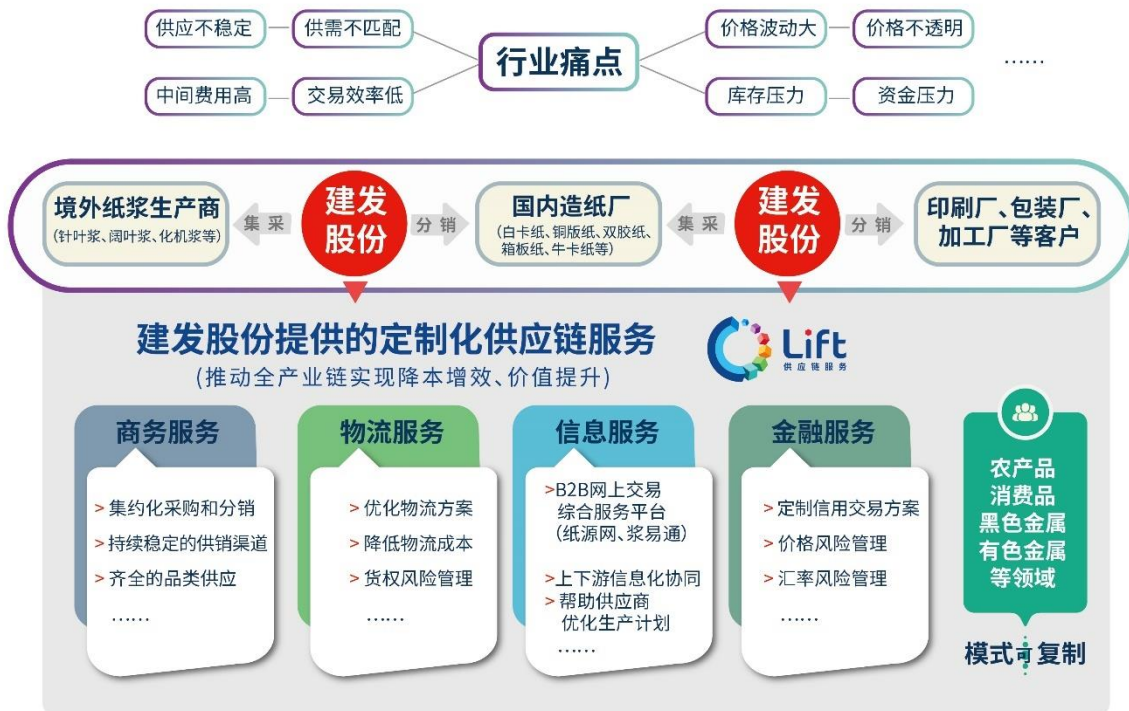 供应不稳定
供需不匹配
中间费用高
交易效率低
行业痛点
价格波动大
价格不透明
库存压力
资金压力
……
境外纸浆生产商
(针叶浆、阔叶浆、化机浆等)
集采
建发
股份
分销
国内造纸厂
(白卡纸、铜版纸、双胶纸、
箱板纸、牛卡纸等)
集采
建发
股份
分销
印刷厂、包装厂、
加工厂等客户
建发股份提供的定制化供应链服务
(推动全产业链实现降本增效、价值提升)
Lift
供应链服务
商务服务
> 集约化采购和分销
> 持续稳定的供销渠道
> 齐全的品类供应
……
物流服务
> 优化物流方案
> 降低物流成本
> 货权风险管理
……
信息服务
>B2B网上交易
综合服务平台
(纸源网、浆易通)
>上下游信息化协同
> 帮助供应商
优化生产计划
……
金融服务
> 定制信用交易方案
> 价格风险管理
> 汇率风险管理
……
农产品
消费品
黑色金属
有色金属
等领域
模式可复制